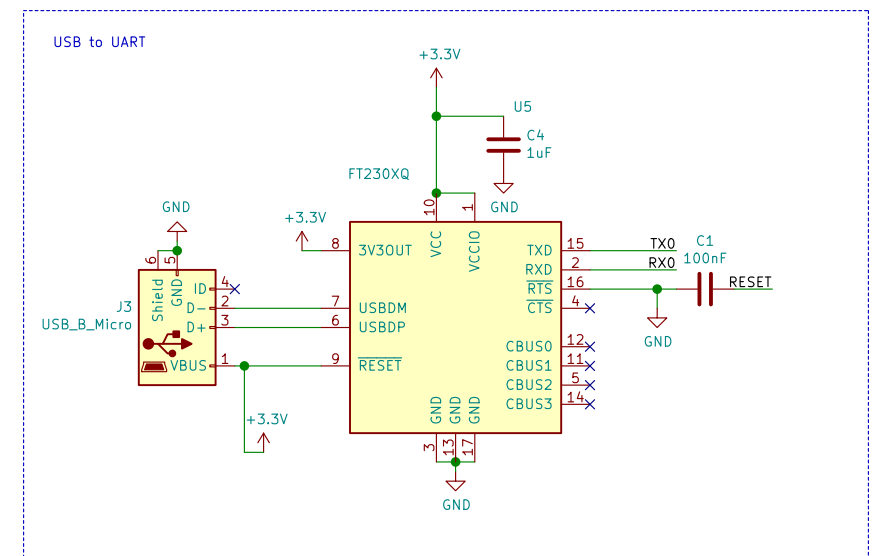 USB to UART
+3.3V
U5
C4
1uF
FT230XQ
GND
GND
+3.3V
10
1
VCC
VCCIO
8
3V3OUT
TXD
15
TX0
C1
100nF
RXD
2
RX0
RTS
16
RESET
CTS
4
GND
6
5
Shield
GND
ID
4
J3
USB_B_Micro
D-
2
7
USBDM
D+
3
6
USBDP
VBUS
1
9
RESET
CBUS0
12
CBUS1
11
CBUS2
5
CBUS3
14
+3.3V
GND
GND
GND
3
13
17
GND